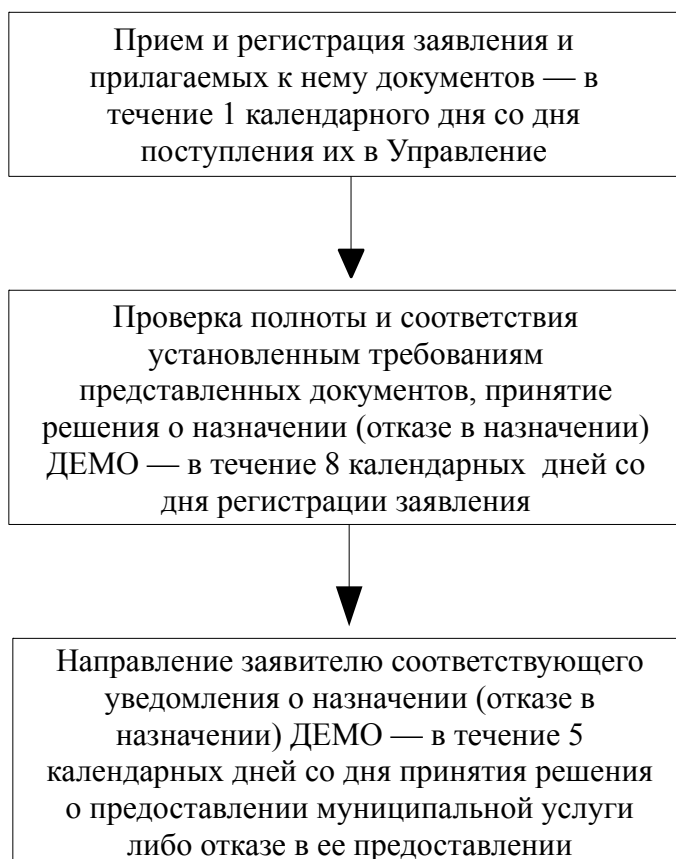 Прием и регистрация заявления и
прилагаемых к нему документов — в
течение 1 календарного дня со дня
поступления их в Управление
Проверка полноты и соответствия
установленным требованиям
представленных документов, принятие
решения о назначении (отказе в назначении)
ДЕМО — в течение 8 календарных  дней со
дня регистрации заявления
Направление заявителю соответствующего
уведомления о назначении (отказе в
назначении) ДЕМО — в течение 5
календарных дней со дня принятия решения
о предоставлении муниципальной услуги
либо отказе в ее предоставлении